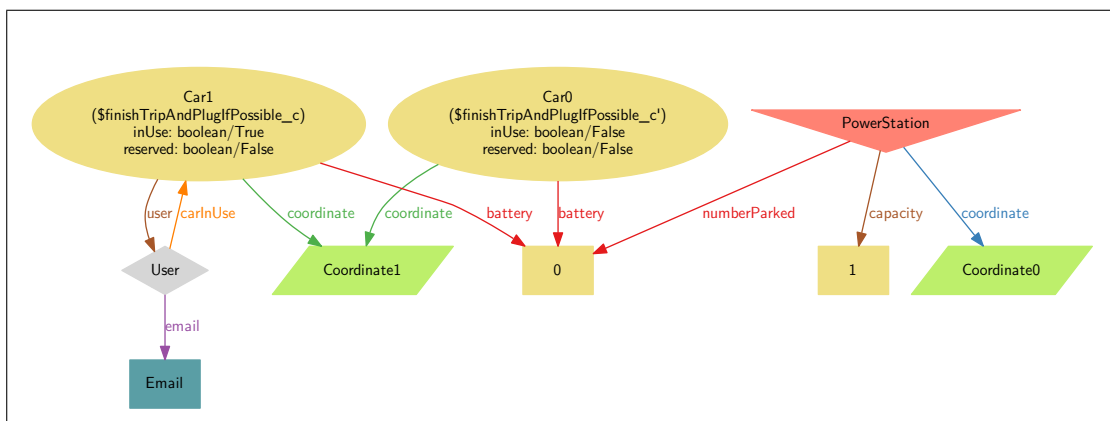 Car1
($finishTripAndPlugIfPossible_c)
inUse: boolean/True
reserved: boolean/False
Car0
($finishTripAndPlugIfPossible_c')
inUse: boolean/False
reserved: boolean/False
PowerStation
user
carInUse
coordinate
coordinate
battery
battery
numberParked
capacity
coordinate
User
Coordinate1
0
1
Coordinate0
email
Email